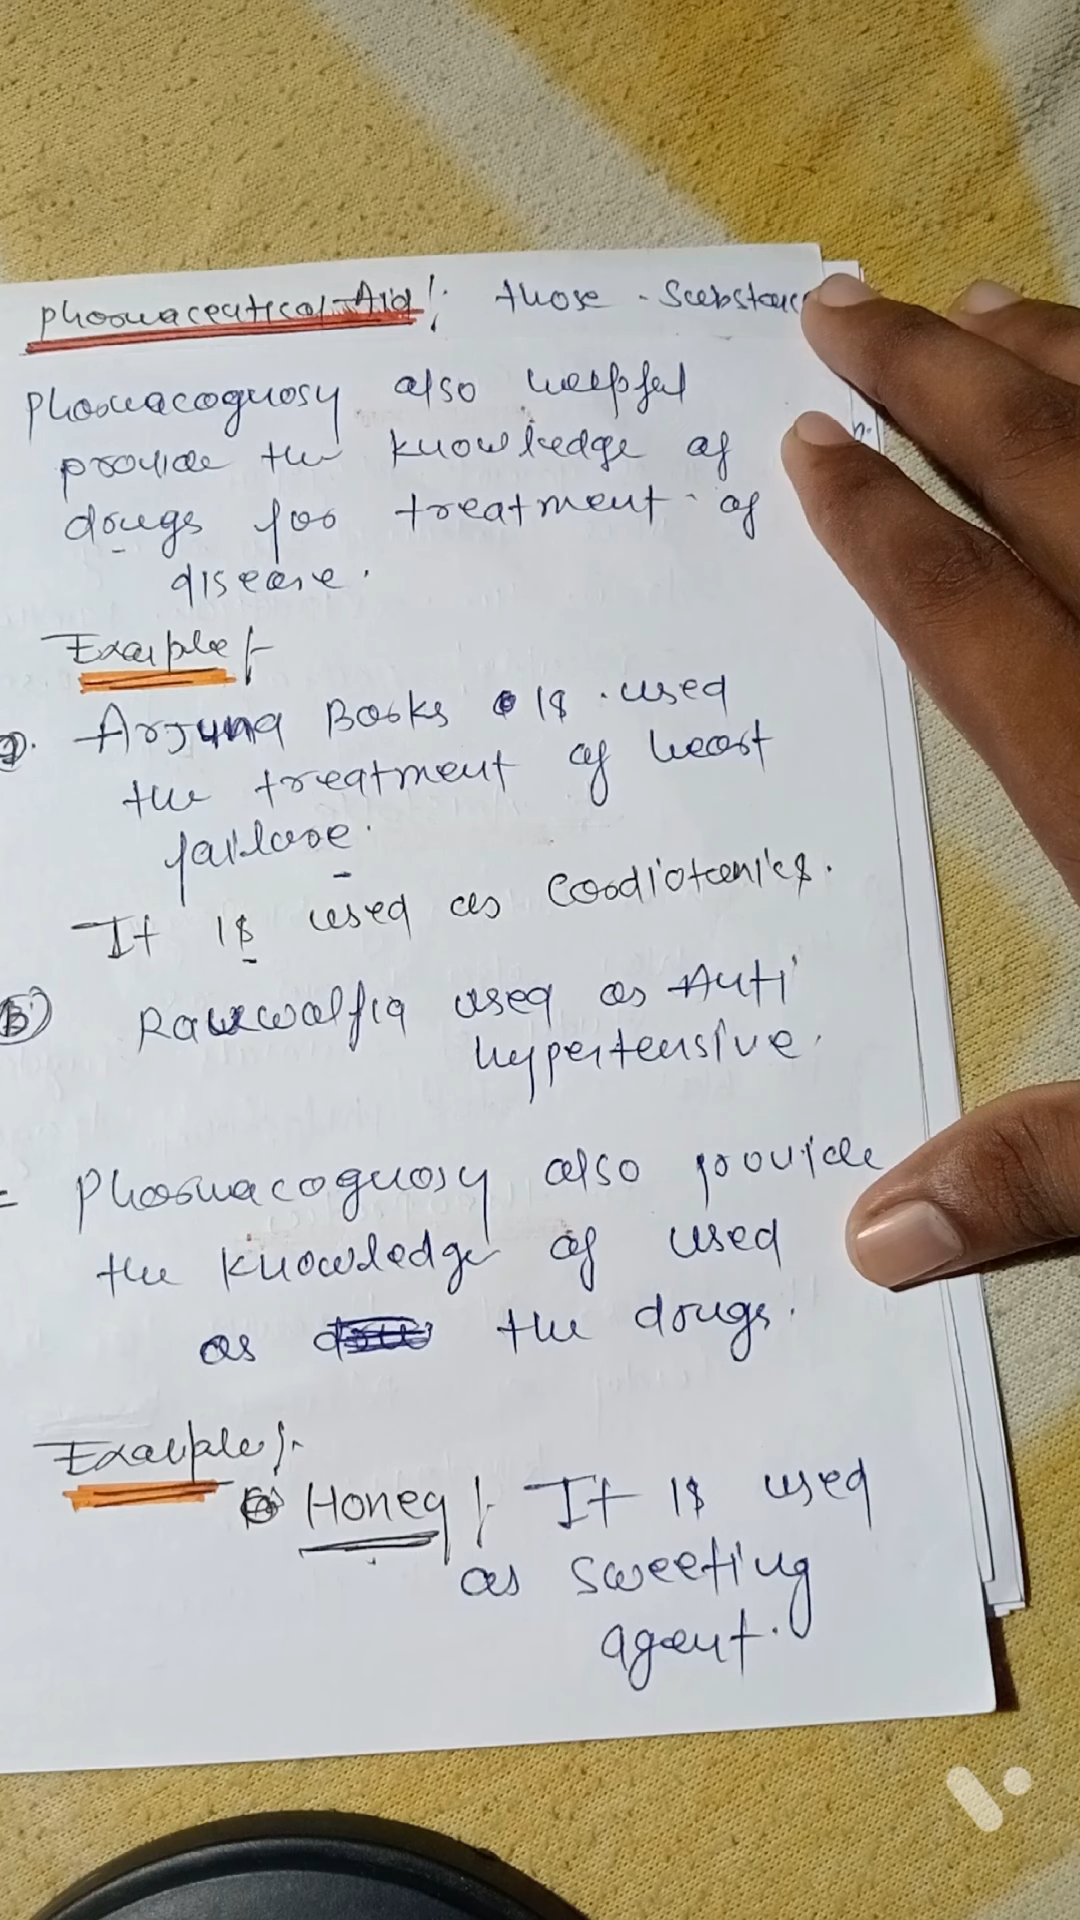 Pharmaceutical Aid:- those Substanc
Pharmacognosy also helpful
provide the knowledge of
drugs for treatment of
disease.
Example:-
Arjuna Barks is used
the treatment of heart
failure.
It is used as Cardiotonics.
B) Rauwalfia used as Anti
hypertensive.
= Pharmacognosy also provide
the knowledge of used
as the drugs.
Example:-
Honey:- It is used
as sweeting
agent.